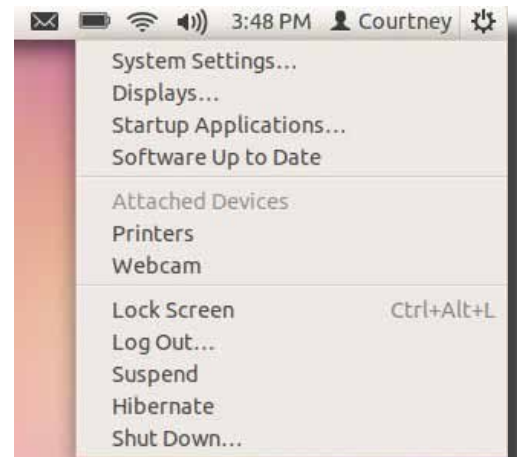 3:48 PM Courtney
System Settings...
Displays...
Startup Applications...
Software Up to Date
Attached Devices
Printers
Webcam
Lock Screen Ctrl+Alt+L
Log Out...
Suspend
Hibernate
Shut Down...